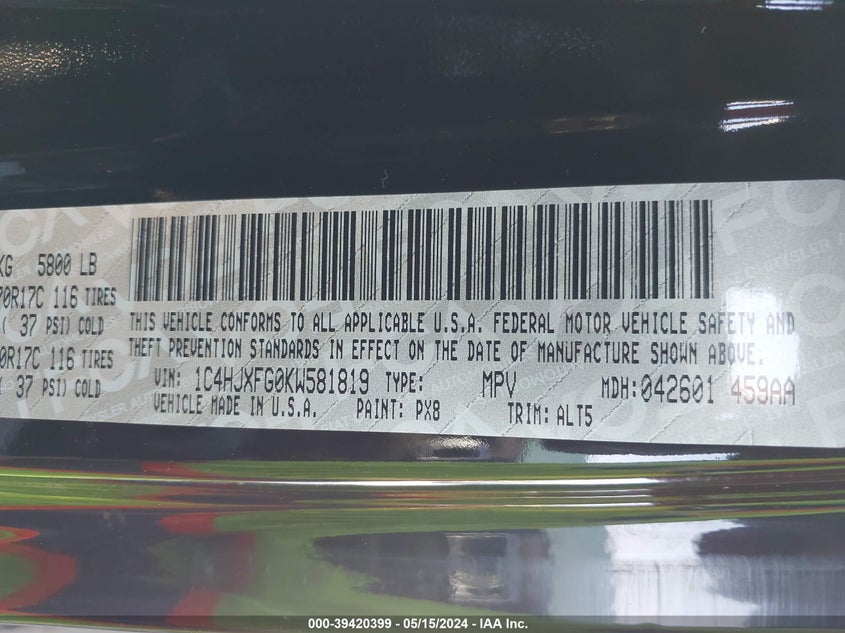 KG 5800 LB
70R17C 116 TIRES
( 37 PSI) COLD
70R17C 116 TIRES
37 PSI) COLD
THIS VEHICLE CONFORMS TO ALL APPLICABLE U.S.A. FEDERAL MOTOR VEHICLE SAFETY AND
THEFT PREVENTION STANDARDS IN EFFECT ON THE DATE OF MANUFACTURE SHOWN ABOVE.
VIN: 1C4HJXFG0KW581819 TYPE: MPV MDH:042601 459AA
VEHICLE MADE IN U.S.A. PAINT: PX8 TRIM: ALT5
000-39420399 - 05/15/2024 - IAA Inc.